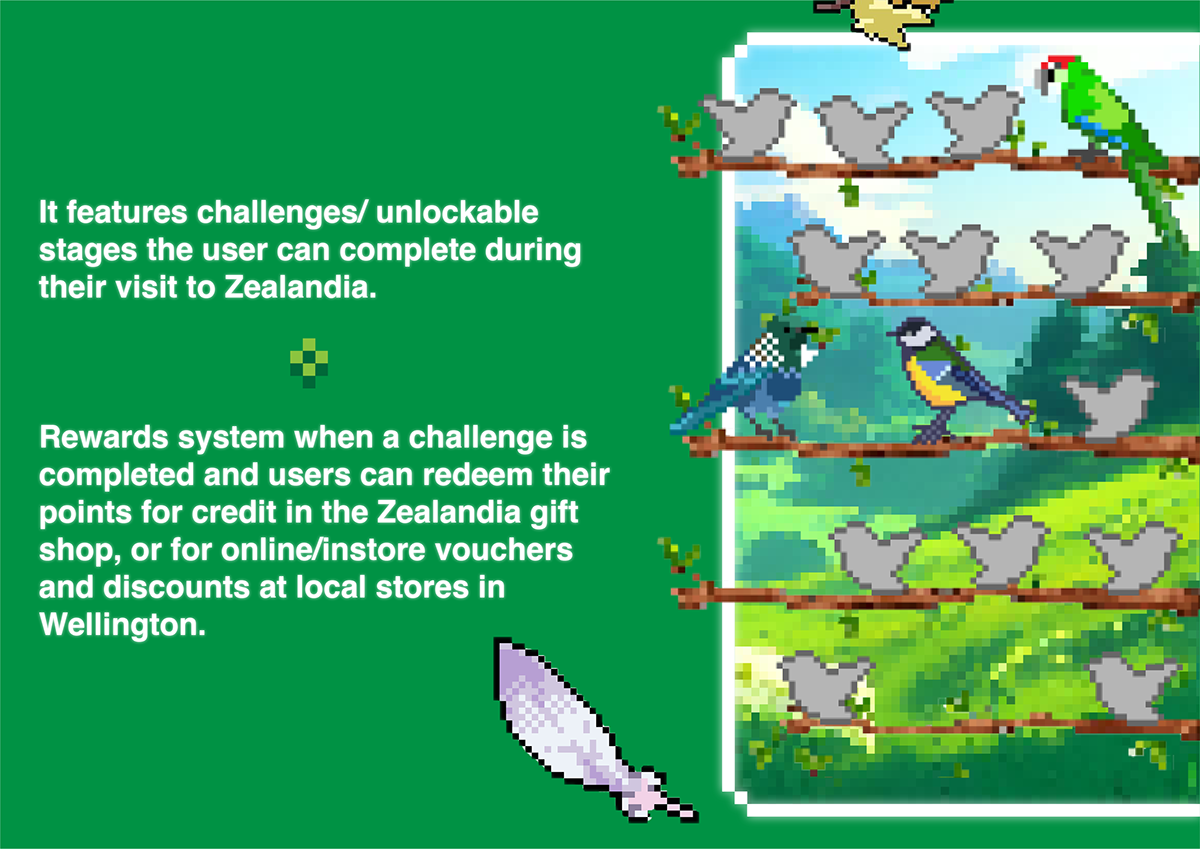 It features challenges/ unlockable
stages the user can complete during
their visit to Zealandia.
Rewards system when a challenge is
completed and users can redeem their
points for credit in the Zealandia gift
shop, or for online/instore vouchers
and discounts at local stores in
Wellington.